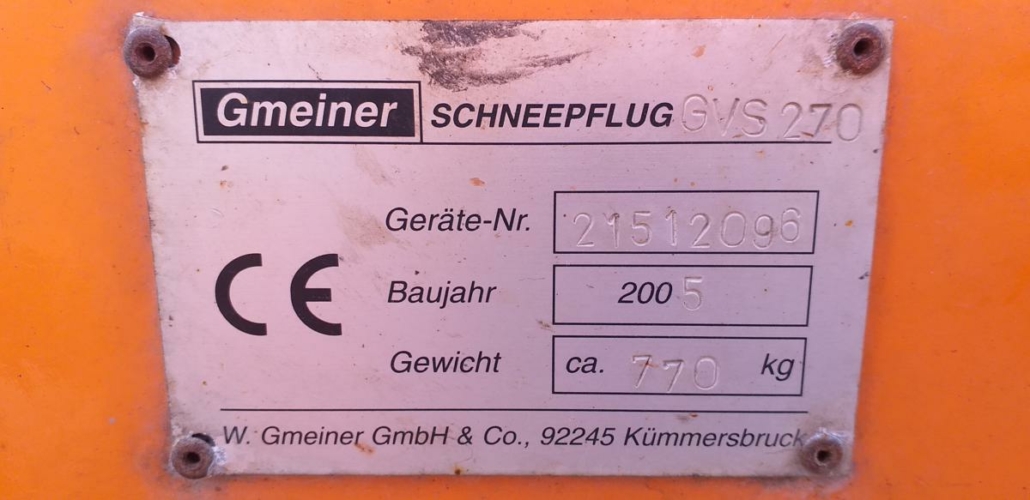 Gmeiner SCHNEEPFLUG GVS 270
Geräte-Nr. 21512096
CE Baujahr 2005
Gewicht ca. 770 kg
W. Gmeiner GmbH & Co., 92245 Kümmersbruck